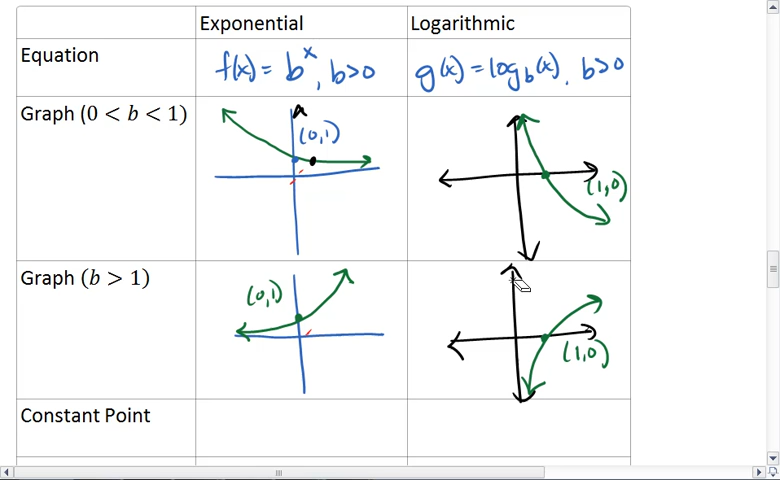 Exponential Logarithmic
Equation f(x) = b^x, b>0 g(x) = log_b(x), b>0
Graph (0 < b < 1) (0,1) (1,0)
Graph (b > 1) (0,1) (1,0)
Constant Point